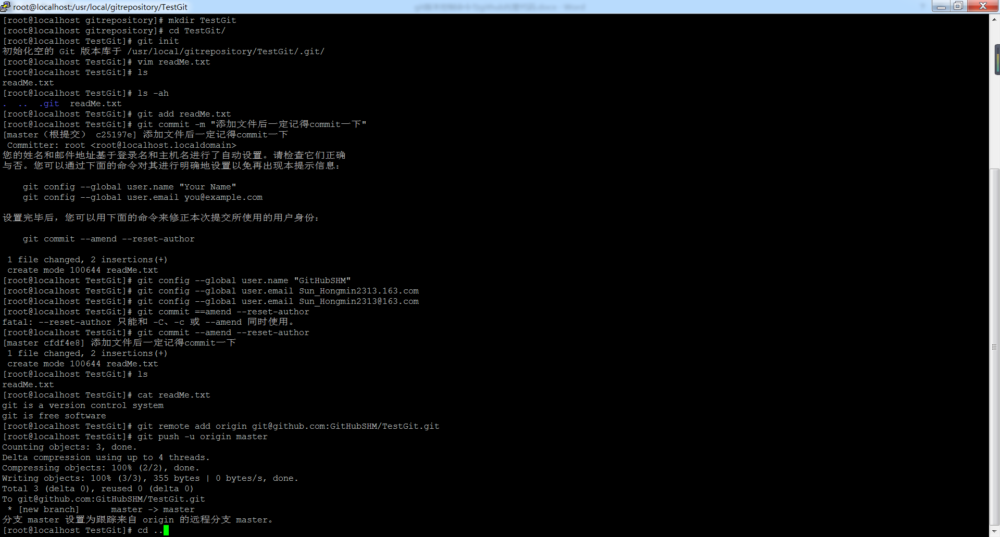 root@localhost:/usr/local/gitrepository/TestGit
[root@localhost gitrepository]# mkdir TestGit
[root@localhost gitrepository]# cd TestGit/
[root@localhost TestGit]# git init
初始化空的 Git 版本库于 /usr/local/gitrepository/TestGit/.git/
[root@localhost TestGit]# vim readMe.txt
[root@localhost TestGit]# ls
readMe.txt
[root@localhost TestGit]# ls -ah
.  ..  .git  readMe.txt
[root@localhost TestGit]# git add readMe.txt
[root@localhost TestGit]# git commit -m "添加文件后一定记得commit一下"
[master（根提交） c25197e] 添加文件后一定记得commit一下
 Committer: root <root@localhost.localdomain>
您的姓名和邮件地址基于登录名和主机名进行了自动设置。请检查它们正确
与否。您可以通过下面的命令对其进行明确地设置以免再出现本提示信息：
    git config --global user.name "Your Name"
    git config --global user.email you@example.com
设置完毕后，您可以用下面的命令来修正本次提交所使用的用户身份：
    git commit --amend --reset-author
 1 file changed, 2 insertions(+)
 create mode 100644 readMe.txt
[root@localhost TestGit]# git config --global user.name "GitHubSHM"
[root@localhost TestGit]# git config --global user.email Sun_Hongmin2313.163.com
[root@localhost TestGit]# git config --global user.email Sun_Hongmin2313@163.com
[root@localhost TestGit]# git commit ==amend --reset-author
fatal: --reset-author 只能和 -C、-c 或 --amend 同时使用。
[root@localhost TestGit]# git commit --amend --reset-author
[master cfdf4e8] 添加文件后一定记得commit一下
 1 file changed, 2 insertions(+)
 create mode 100644 readMe.txt
[root@localhost TestGit]# ls
readMe.txt
[root@localhost TestGit]# cat readMe.txt
git is a version control system
git is free software
[root@localhost TestGit]# git remote add origin git@github.com:GitHubSHM/TestGit.git
[root@localhost TestGit]# git push -u origin master
Counting objects: 3, done.
Delta compression using up to 4 threads.
Compressing objects: 100% (2/2), done.
Writing objects: 100% (3/3), 355 bytes | 0 bytes/s, done.
Total 3 (delta 0), reused 0 (delta 0)
To git@github.com:GitHubSHM/TestGit.git
 * [new branch]      master -> master
分支 master 设置为跟踪来自 origin 的远程分支 master。
[root@localhost TestGit]# cd ..